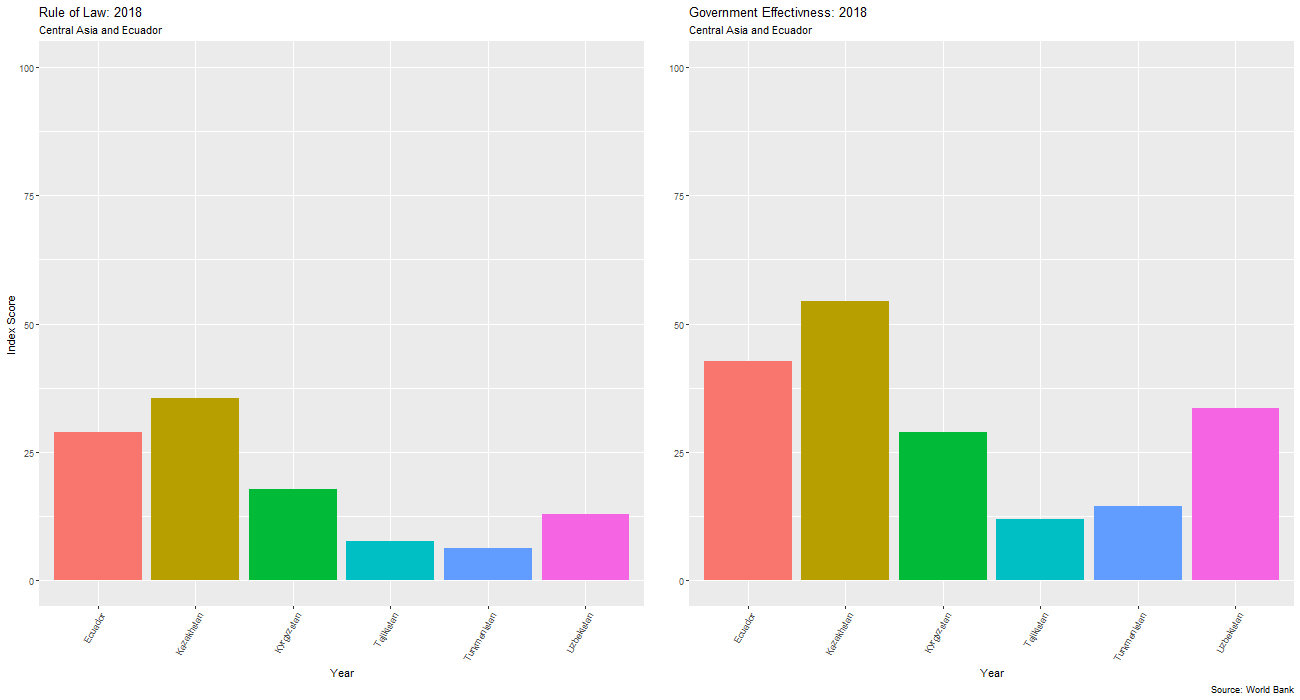 Rule of Law: 2018
Central Asia and Ecuador
Index Score
100
75
50
25
0
Ecuador
Kazakhstan
Kyrgyzstan
Tajikistan
Turkmenistan
Uzbekistan
Year
Government Effectivness: 2018
Central Asia and Ecuador
100
75
50
25
0
Ecuador
Kazakhstan
Kyrgyzstan
Tajikistan
Turkmenistan
Uzbekistan
Year
Source: World Bank